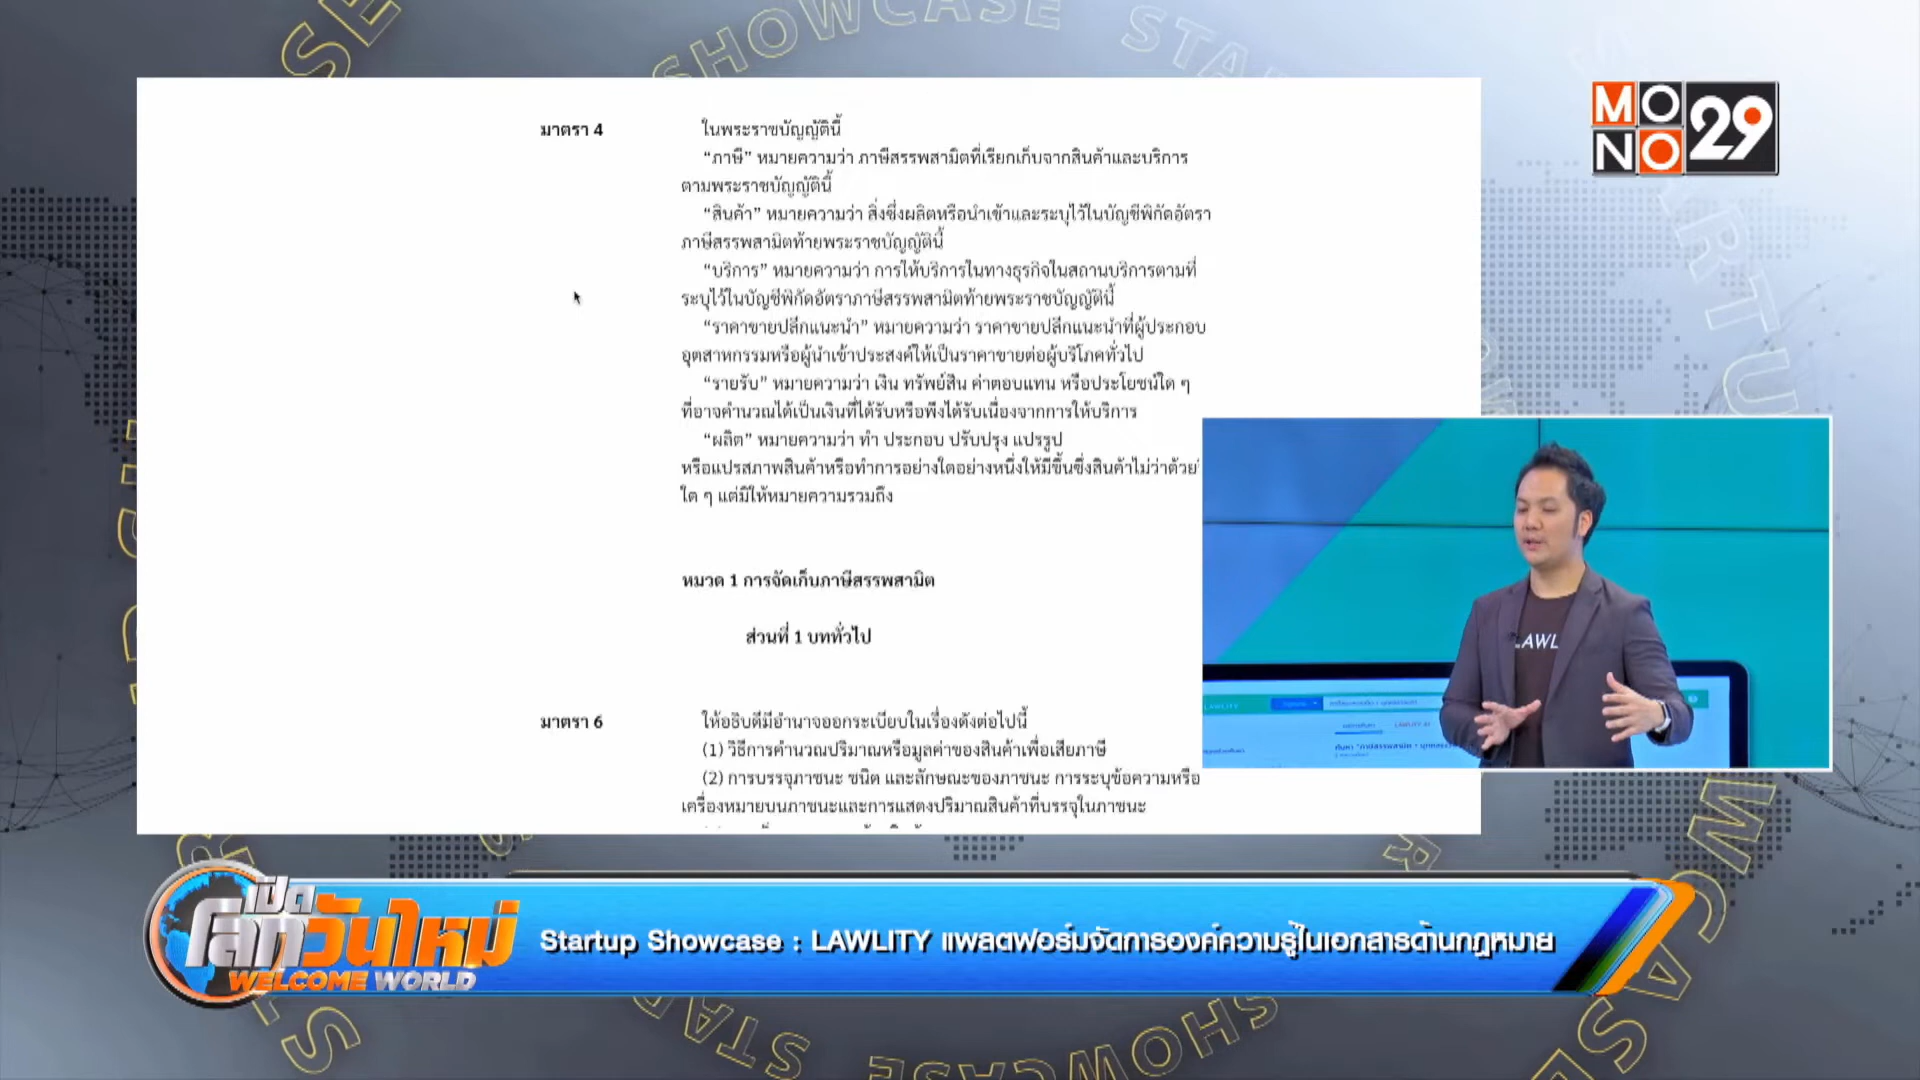 MONO 29
มาตรา 4
ในพระราชบัญญัตินี้
“ภาษี” หมายความว่า ภาษีสรรพสามิตที่เรียกเก็บจากสินค้าและบริการ
ตามพระราชบัญญัตินี้
“สินค้า” หมายความว่า สิ่งซึ่งผลิตหรือนำเข้าและระบุไว้ในบัญชีพิกัดอัตรา
ภาษีสรรพสามิตท้ายพระราชบัญญัตินี้
“บริการ” หมายความว่า การให้บริการในทางธุรกิจในสถานบริการตามที่
ระบุไว้ในบัญชีพิกัดอัตราภาษีสรรพสามิตท้ายพระราชบัญญัตินี้
“ราคาขายปลีกแนะนำ” หมายความว่า ราคาขายปลีกแนะนำที่ผู้ประกอบ
อุตสาหกรรมหรือผู้นำเข้าประสงค์ให้เป็นราคาขายต่อผู้บริโภคทั่วไป
“รายรับ” หมายความว่า เงิน ทรัพย์สิน ค่าตอบแทน หรือประโยชน์ใด ๆ
ที่อาจคำนวณได้เป็นเงินที่ได้รับหรือพึงได้รับเนื่องจากการให้บริการ
“ผลิต” หมายความว่า ทำ ประกอบ ปรับปรุง แปรรูป
หรือแปรสภาพสินค้าหรือทำการอย่างใดอย่างหนึ่งให้มีขึ้นซึ่งสินค้าไม่ว่าด้วย
ใด ๆ แต่มิให้หมายความรวมถึง
หมวด 1 การจัดเก็บภาษีสรรพสามิต
ส่วนที่ 1 บททั่วไป
มาตรา 6
ให้อธิบดีมีอำนาจออกระเบียบในเรื่องดังต่อไปนี้
(1) วิธีการคำนวณปริมาณหรือมูลค่าของสินค้าเพื่อเสียภาษี
(2) การบรรจุภาชนะ ชนิด และลักษณะของภาชนะ การระบุข้อความหรือ
เครื่องหมายบนภาชนะและการแสดงปริมาณสินค้าที่บรรจุในภาชนะ
LAWL
LAWLITY
LAWLITY AI
เปิดโลกวันใหม่
WELCOME WORLD
Startup Showcase : LAWLITY แพลตฟอร์มจัดการองค์ความรู้ในเอกสารด้านกฎหมาย
SHOWCASE
STARTUP
SHOWCASE